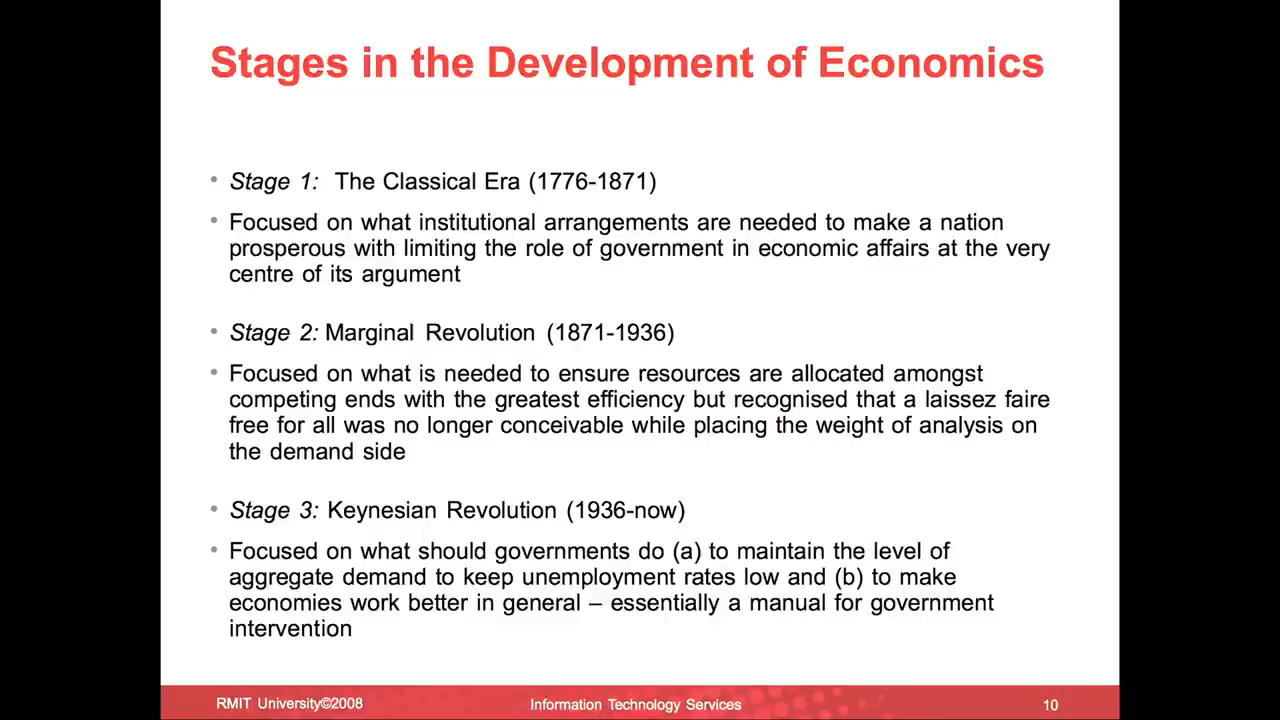 Stages in the Development of Economics
• Stage 1: The Classical Era (1776-1871)
• Focused on what institutional arrangements are needed to make a nation
prosperous with limiting the role of government in economic affairs at the very
centre of its argument
• Stage 2: Marginal Revolution (1871-1936)
• Focused on what is needed to ensure resources are allocated amongst
competing ends with the greatest efficiency but recognised that a laissez faire
free for all was no longer conceivable while placing the weight of analysis on
the demand side
• Stage 3: Keynesian Revolution (1936-now)
• Focused on what should governments do (a) to maintain the level of
aggregate demand to keep unemployment rates low and (b) to make
economies work better in general – essentially a manual for government
intervention
RMIT University©2008
Information Technology Services
10